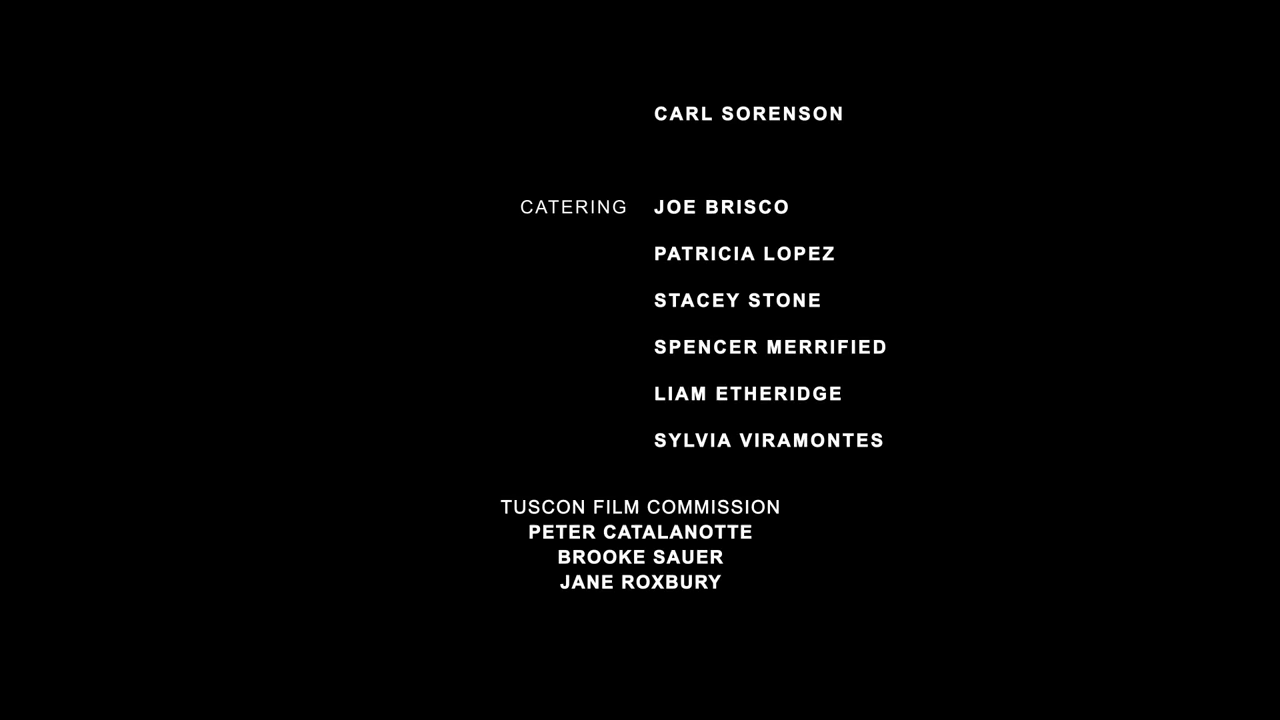 CARL SORENSON
CATERING JOE BRISCO
PATRICIA LOPEZ
STACEY STONE
SPENCER MERRIFIED
LIAM ETHERIDGE
SYLVIA VIRAMONTES
TUSCON FILM COMMISSION
PETER CATALANOTTE
BROOKE SAUER
JANE ROXBURY